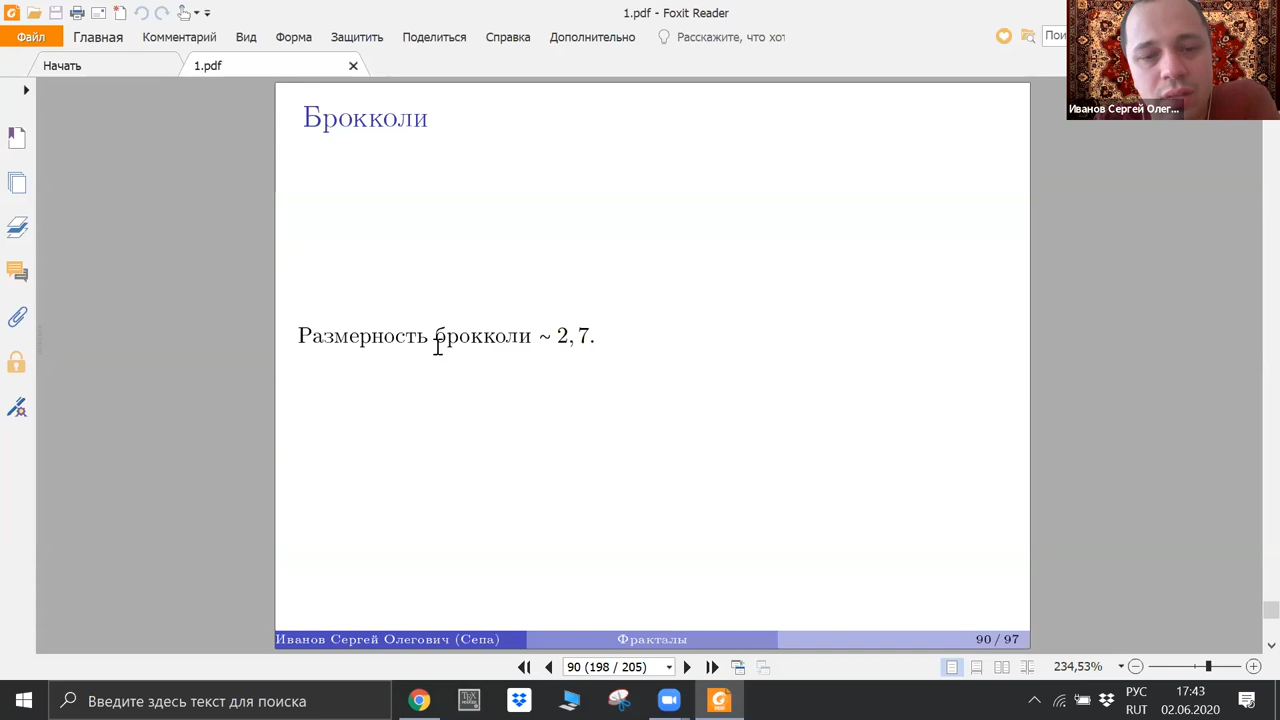 1.pdf - Foxit Reader
Файл Главная Комментарий Вид Форма Защитить Поделиться Справка Дополнительно Расскажите, что хот Пои
Начать 1.pdf
Иванов Сергей Олег...
Брокколи
Размерность брокколи ~ 2, 7.
Иванов Сергей Олегович (Сепа) Фракталы 90 / 97
90 (198 / 205) 234,53%
Введите здесь текст для поиска
РУС 17:43
RUT 02.06.2020